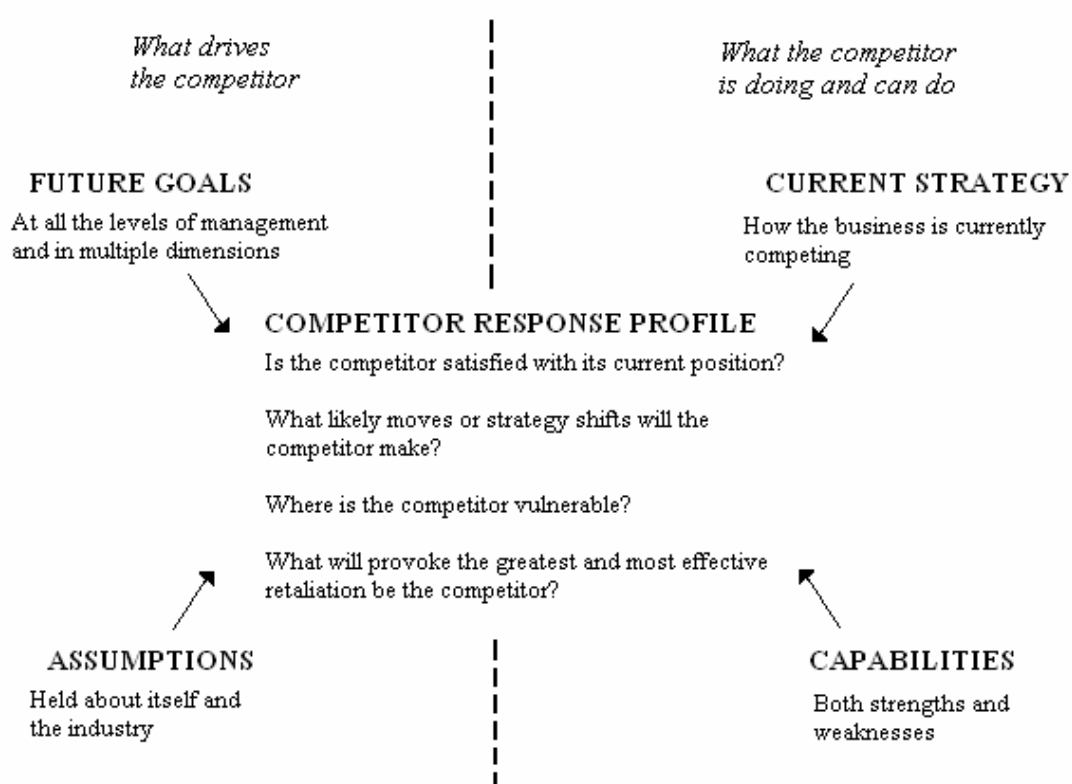 What drives
the competitor
What the competitor
is doing and can do
FUTURE GOALS
At all the levels of management
and in multiple dimensions
CURRENT STRATEGY
How the business is currently
competing
COMPETITOR RESPONSE PROFILE
Is the competitor satisfied with its current position?
What likely moves or strategy shifts will the
competitor make?
Where is the competitor vulnerable?
What will provoke the greatest and most effective
retaliation be the competitor?
ASSUMPTIONS
Held about itself and
the industry
CAPABILITIES
Both strengths and
weaknesses